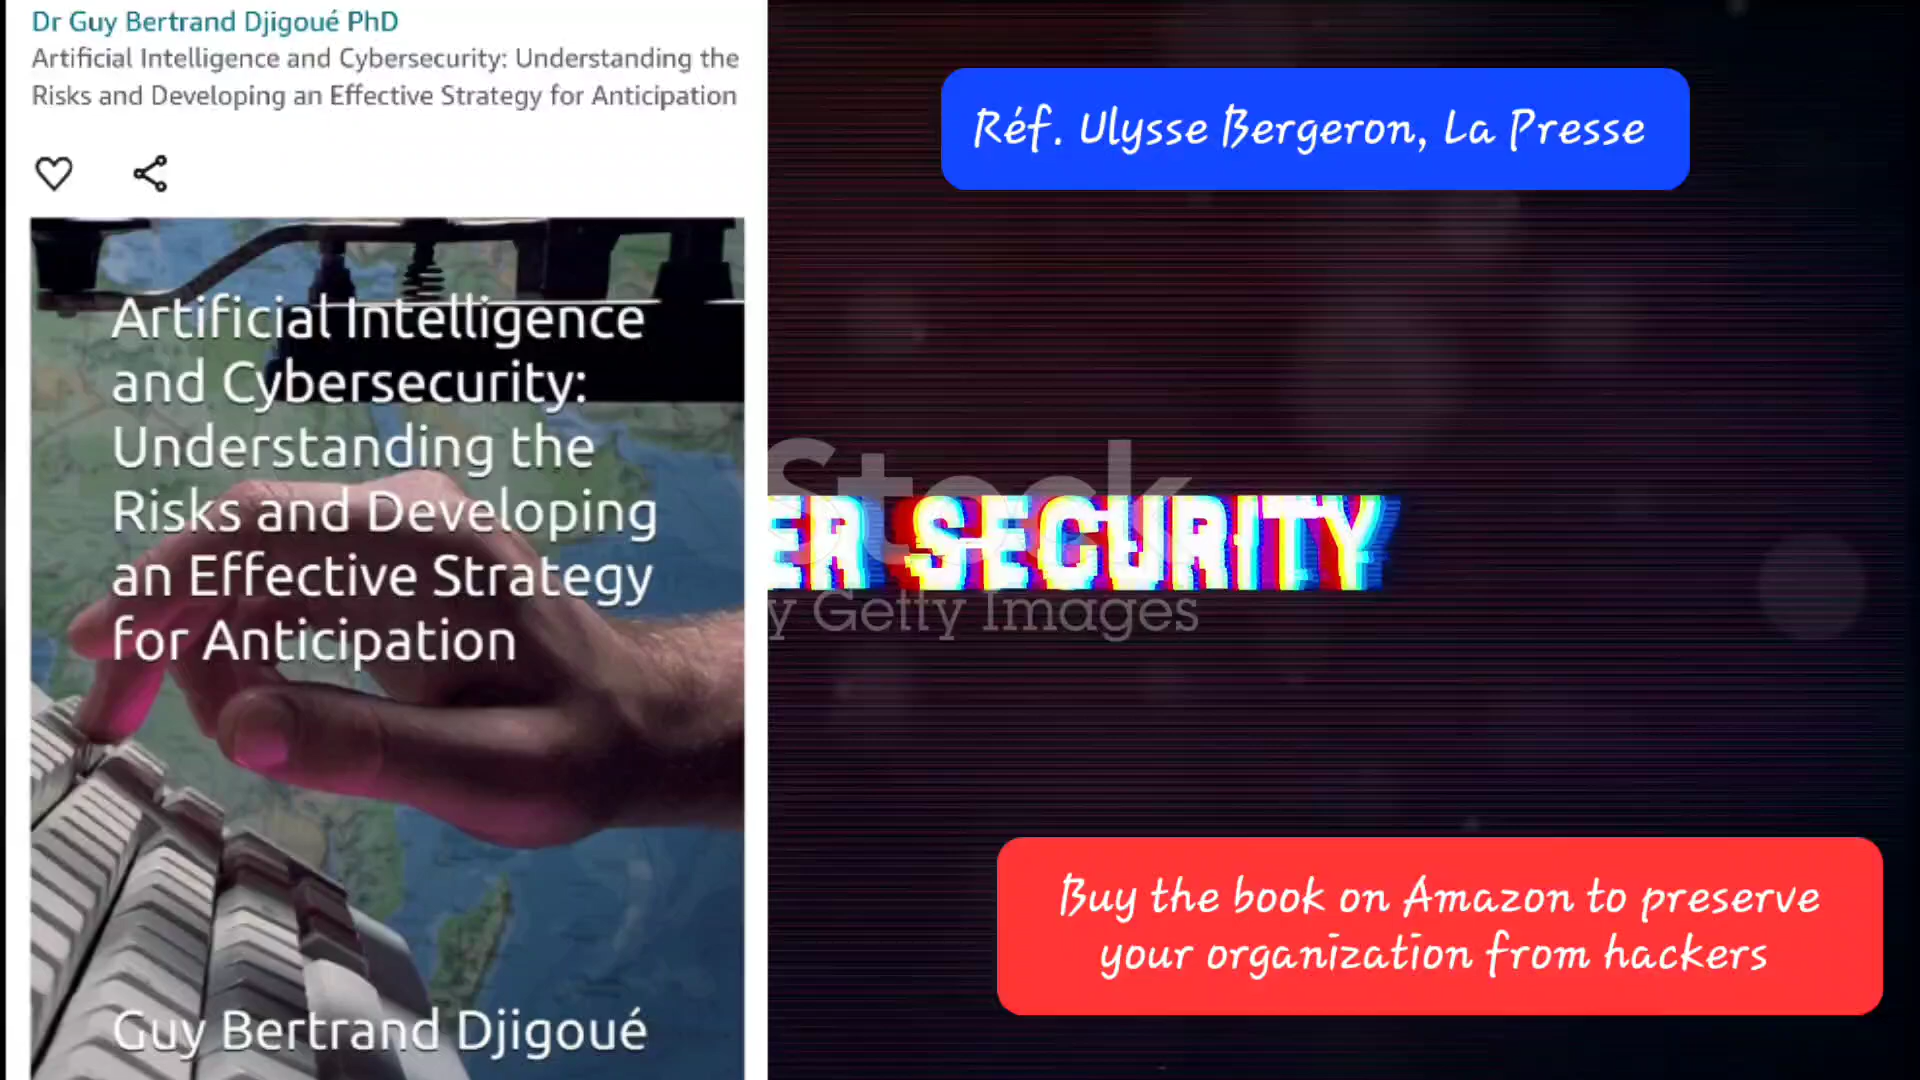 Dr Guy Bertrand Djigoué PhD
Artificial Intelligence and Cybersecurity: Understanding the
Risks and Developing an Effective Strategy for Anticipation
Artificial Intelligence
and Cybersecurity:
Understanding the
Risks and Developing
an Effective Strategy
for Anticipation
Guy Bertrand Djigoué
Réf. Ulysse Bergeron, La Presse
Stock
ER SECURITY
y Getty Images
Buy the book on Amazon to preserve
your organization from hackers